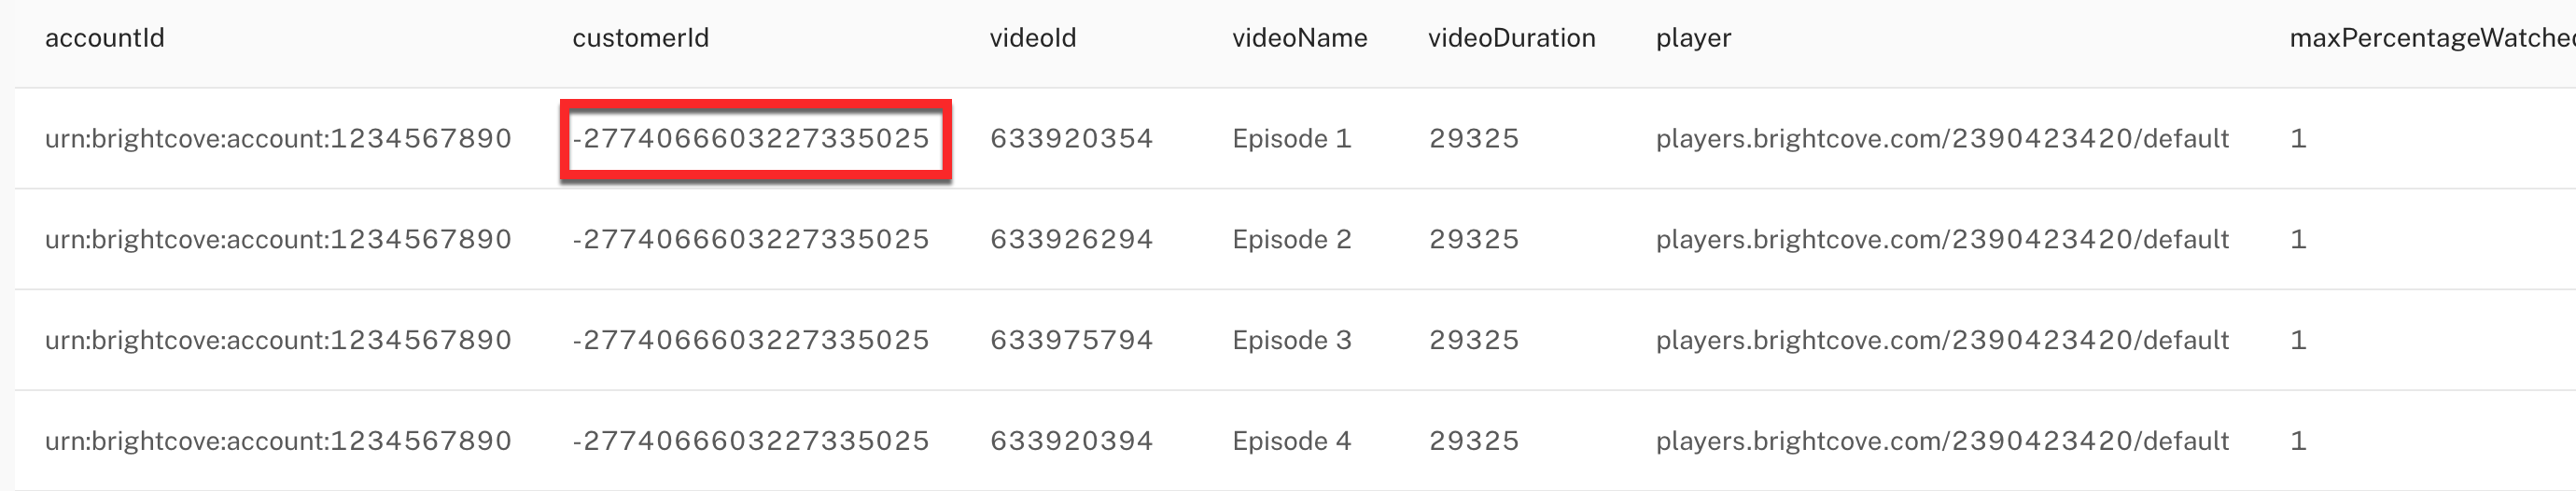 accountId customerId videoId videoName videoDuration player maxPercentageWatched
urn:brightcove:account:1234567890 -2774066603227335025 633920354 Episode 1 29325 players.brightcove.com/2390423420/default 1
urn:brightcove:account:1234567890 -2774066603227335025 633926294 Episode 2 29325 players.brightcove.com/2390423420/default 1
urn:brightcove:account:1234567890 -2774066603227335025 633975794 Episode 3 29325 players.brightcove.com/2390423420/default 1
urn:brightcove:account:1234567890 -2774066603227335025 633920394 Episode 4 29325 players.brightcove.com/2390423420/default 1